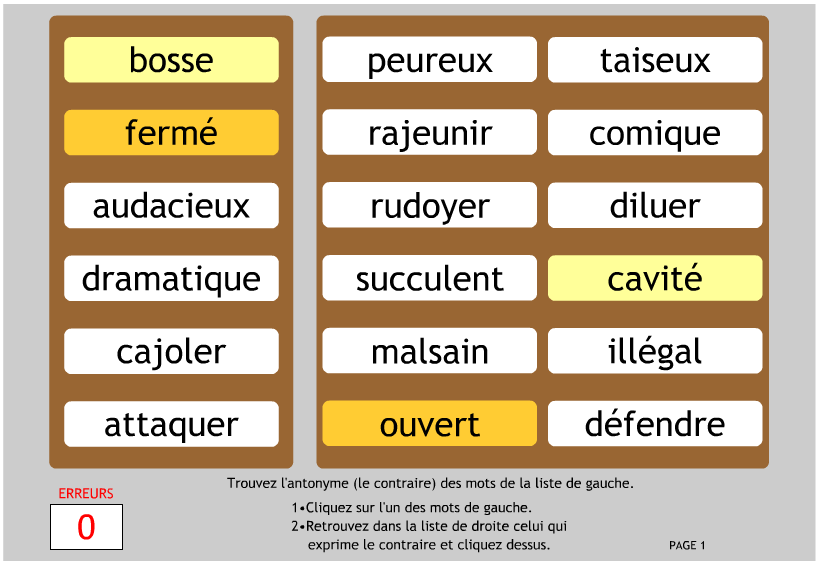 bosse
fermé
audacieux
dramatique
cajoler
attaquer
peureux taiseux
rajeunir comique
rudoyer diluer
succulent cavité
malsain illégal
ouvert défendre
Trouvez l'antonyme (le contraire) des mots de la liste de gauche.
ERREURS
0
1•Cliquez sur l'un des mots de gauche.
2•Retrouvez dans la liste de droite celui qui
exprime le contraire et cliquez dessus.
PAGE 1